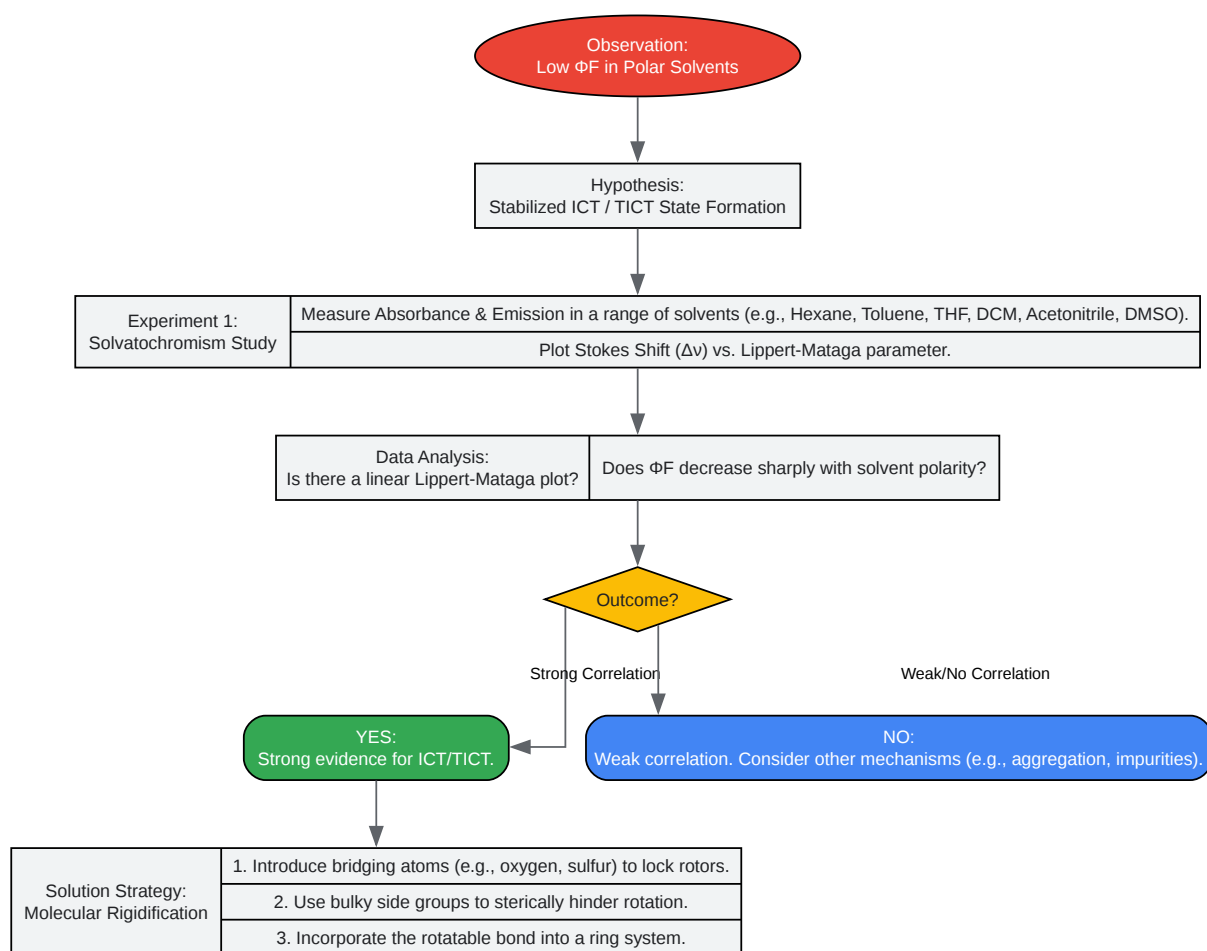 Observation:
Low ΦF in Polar Solvents
Hypothesis:
Stabilized ICT / TICT State Formation
Experiment 1:
Solvatochromism Study
Measure Absorbance & Emission in a range of solvents (e.g., Hexane, Toluene, THF, DCM, Acetonitrile, DMSO).
Plot Stokes Shift (Δν) vs. Lippert-Mataga parameter.
Data Analysis:
Is there a linear Lippert-Mataga plot?
Does ΦF decrease sharply with solvent polarity?
Outcome?
Strong Correlation
Weak/No Correlation
YES:
Strong evidence for ICT/TICT.
NO:
Weak correlation. Consider other mechanisms (e.g., aggregation, impurities).
Solution Strategy:
Molecular Rigidification
1. Introduce bridging atoms (e.g., oxygen, sulfur) to lock rotors.
2. Use bulky side groups to sterically hinder rotation.
3. Incorporate the rotatable bond into a ring system.